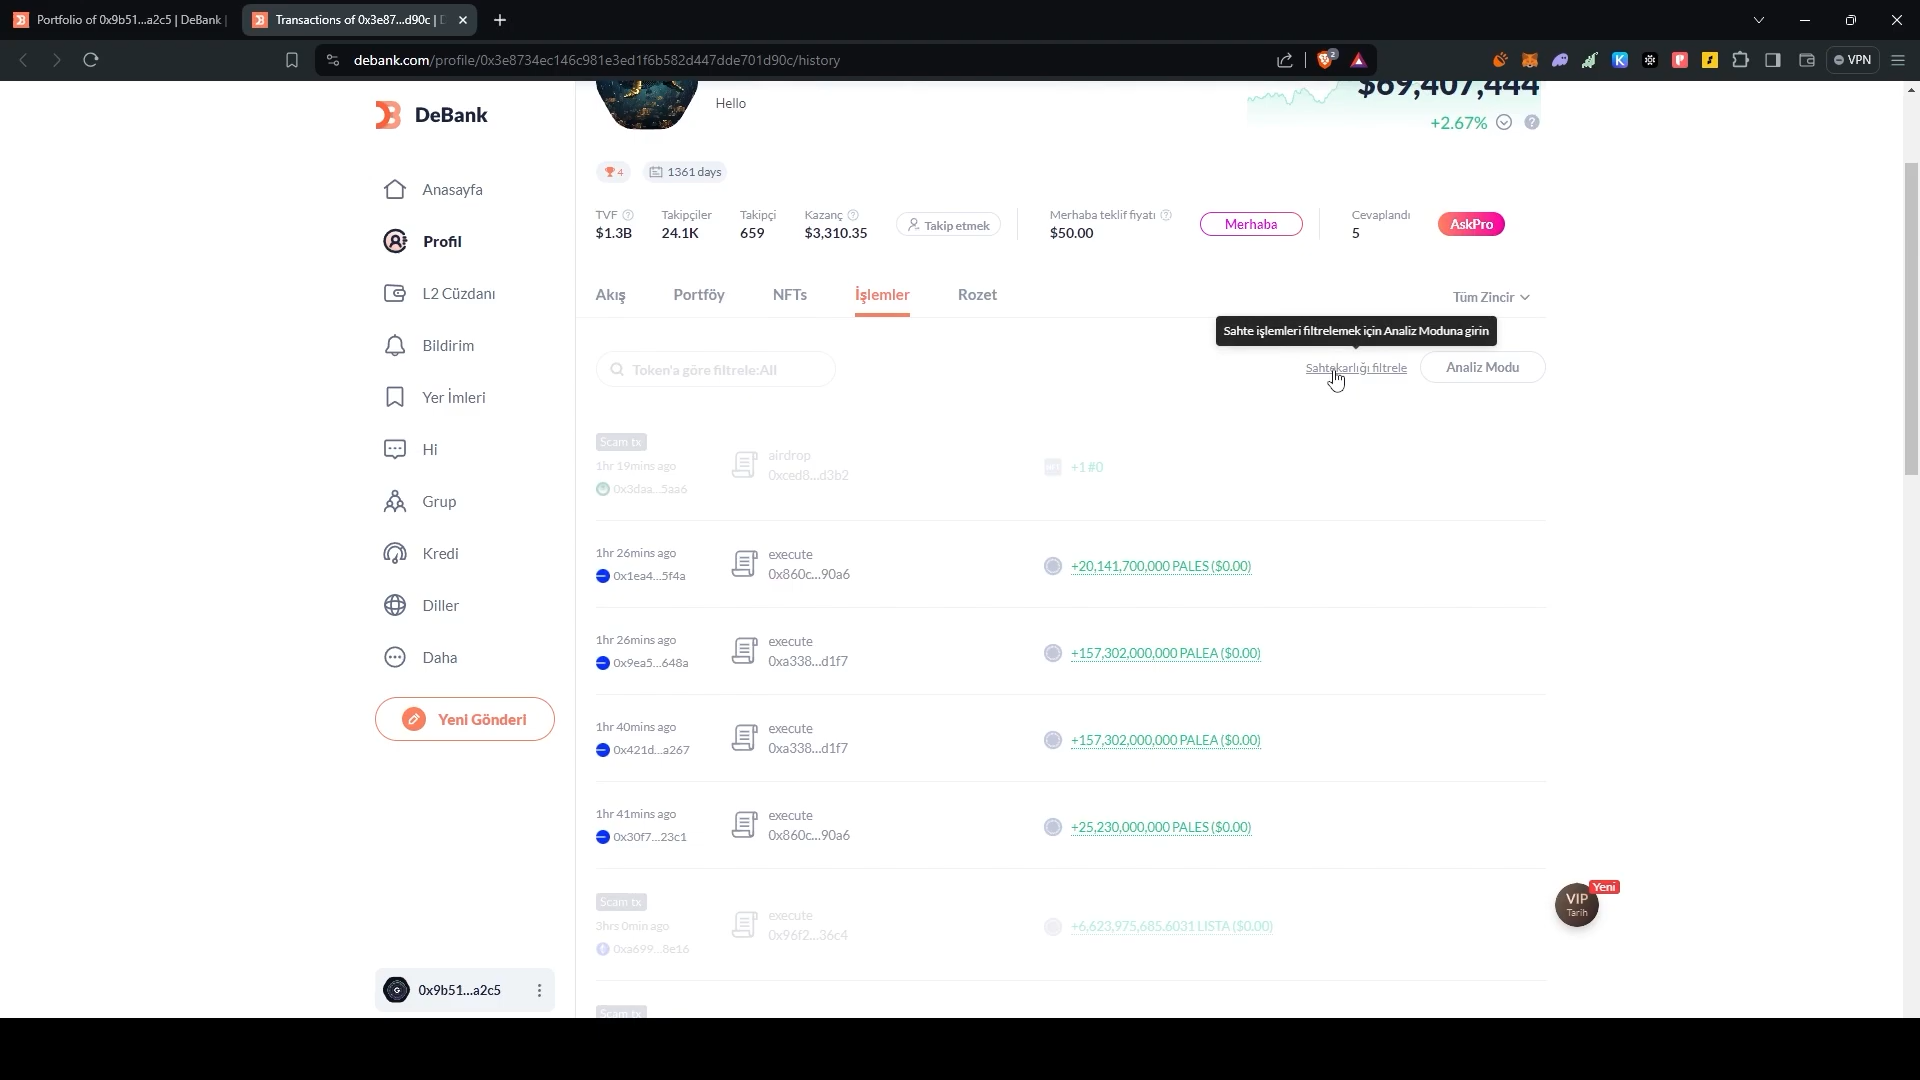 Portfolio of 0x9b51...a2c5 | DeBank
Transactions of 0x3e87...d90c |
debank.com/profile/0x3e8734ec146c981e3ed1f6b582d447dde701d90c/history
2
VPN
DeBank
Anasayfa
Profil
L2 Cüzdanı
Bildirim
Yer İmleri
Hi
Grup
Kredi
Diller
Daha
Yeni Gönderi
0x9b51...a2c5
Hello
$69,407,444
+2.67%
4
1361 days
TVF
$1.3B
Takipçiler
24.1K
Takipçi
659
Kazanç
$3,310.35
Takip etmek
Merhaba teklif fiyatı
$50.00
Merhaba
Cevaplandı
5
AskPro
Akış
Portföy
NFTs
İşlemler
Rozet
Tüm Zincir
Sahte işlemleri filtrelemek için Analiz Moduna girin
Token'a göre filtrele:All
Sahtekarlığı filtrele
Analiz Modu
Scam tx
1hr 19mins ago
0x3daa...5aa6
airdrop
0xced8...d3b2
+1 #0
1hr 26mins ago
0x1ea4...5f4a
execute
0x860c...90a6
+20,141,700,000 PALES ($0.00)
1hr 26mins ago
0x9ea5...648a
execute
0xa338...d1f7
+157,302,000,000 PALEA ($0.00)
1hr 40mins ago
0x421d...a267
execute
0xa338...d1f7
+157,302,000,000 PALEA ($0.00)
1hr 41mins ago
0x30f7...23c1
execute
0x860c...90a6
+25,230,000,000 PALES ($0.00)
Scam tx
3hrs 0min ago
0xa699...8e16
execute
0x96f2...36c4
+6,623,975,685.6031 LISTA ($0.00)
Scam tx
Yeni
VIP
Tarih